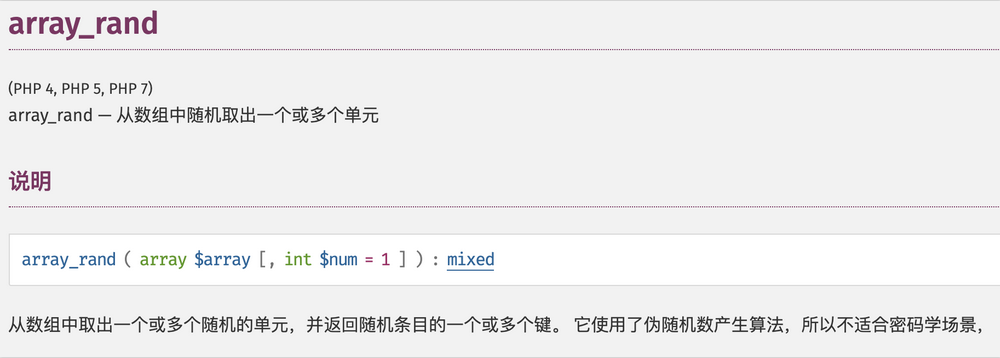 array_rand
(PHP 4, PHP 5, PHP 7)
array_rand — 从数组中随机取出一个或多个单元
说明
array_rand ( array $array [, int $num = 1 ] ) : mixed
从数组中取出一个或多个随机的单元，并返回随机条目的一个或多个键。 它使用了伪随机数产生算法，所以不适合密码学场景，